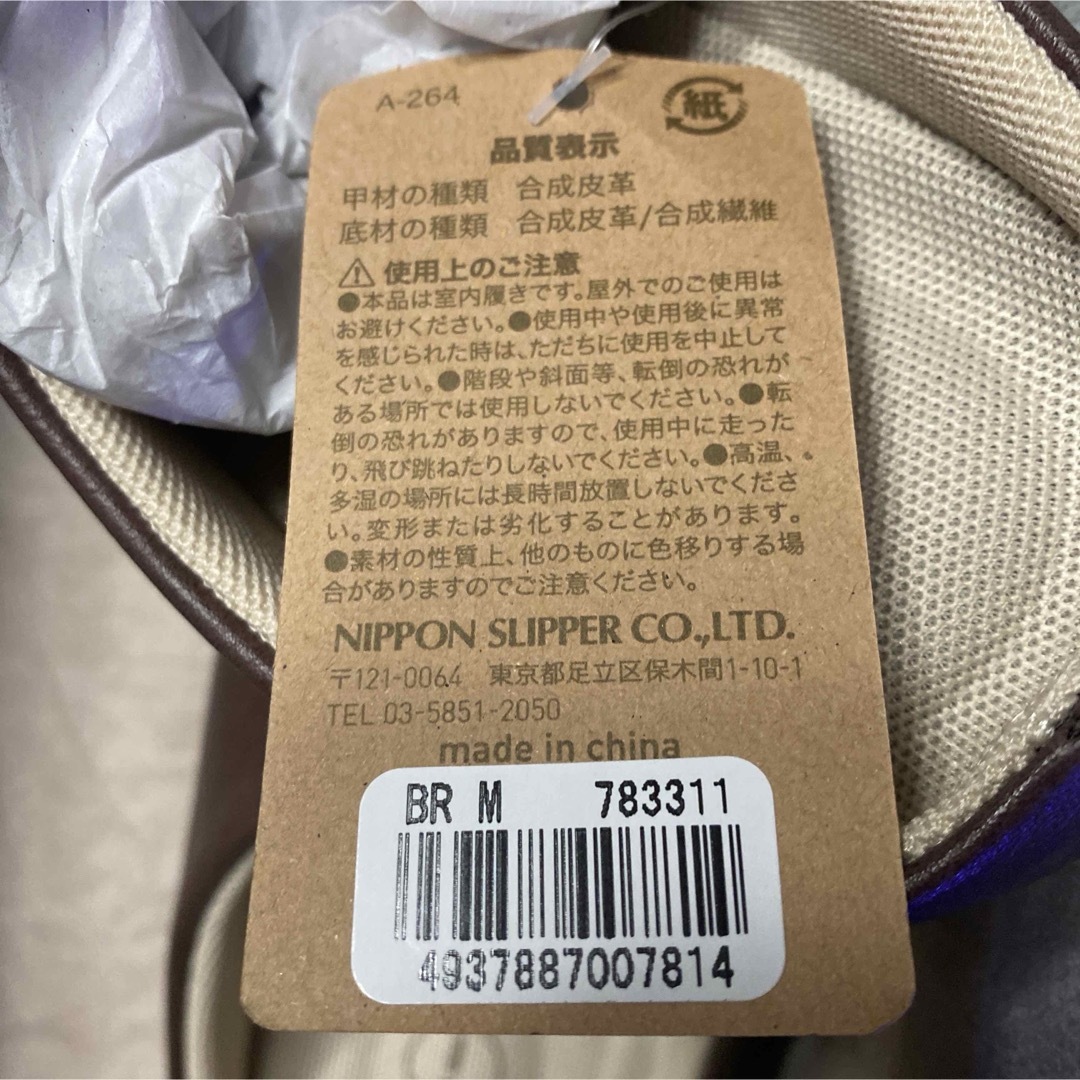 A-264
紙
品質表示
甲材の種類 合成皮革
底材の種類 合成皮革/合成繊維
使用上のご注意
●本品は室内履きです。屋外でのご使用は
お避けください。●使用中や使用後に異常
を感じられた時は、ただちに使用を中止して
ください。●階段や斜面等、転倒の恐れが
ある場所では使用しないでください。●転
倒の恐れがありますので、使用中に走った
り、飛び跳ねたりしないでください。●高温、
多湿の場所には長時間放置しないでくださ
い。変形または劣化することがあります。
●素材の性質上、他のものに色移りする場
合がありますのでご注意ください。
NIPPON SLIPPER CO.,LTD.
〒121-0064 東京都足立区保木間1-10-1
TEL 03-5851-2050
made in china
BR M 783311
4937887007814